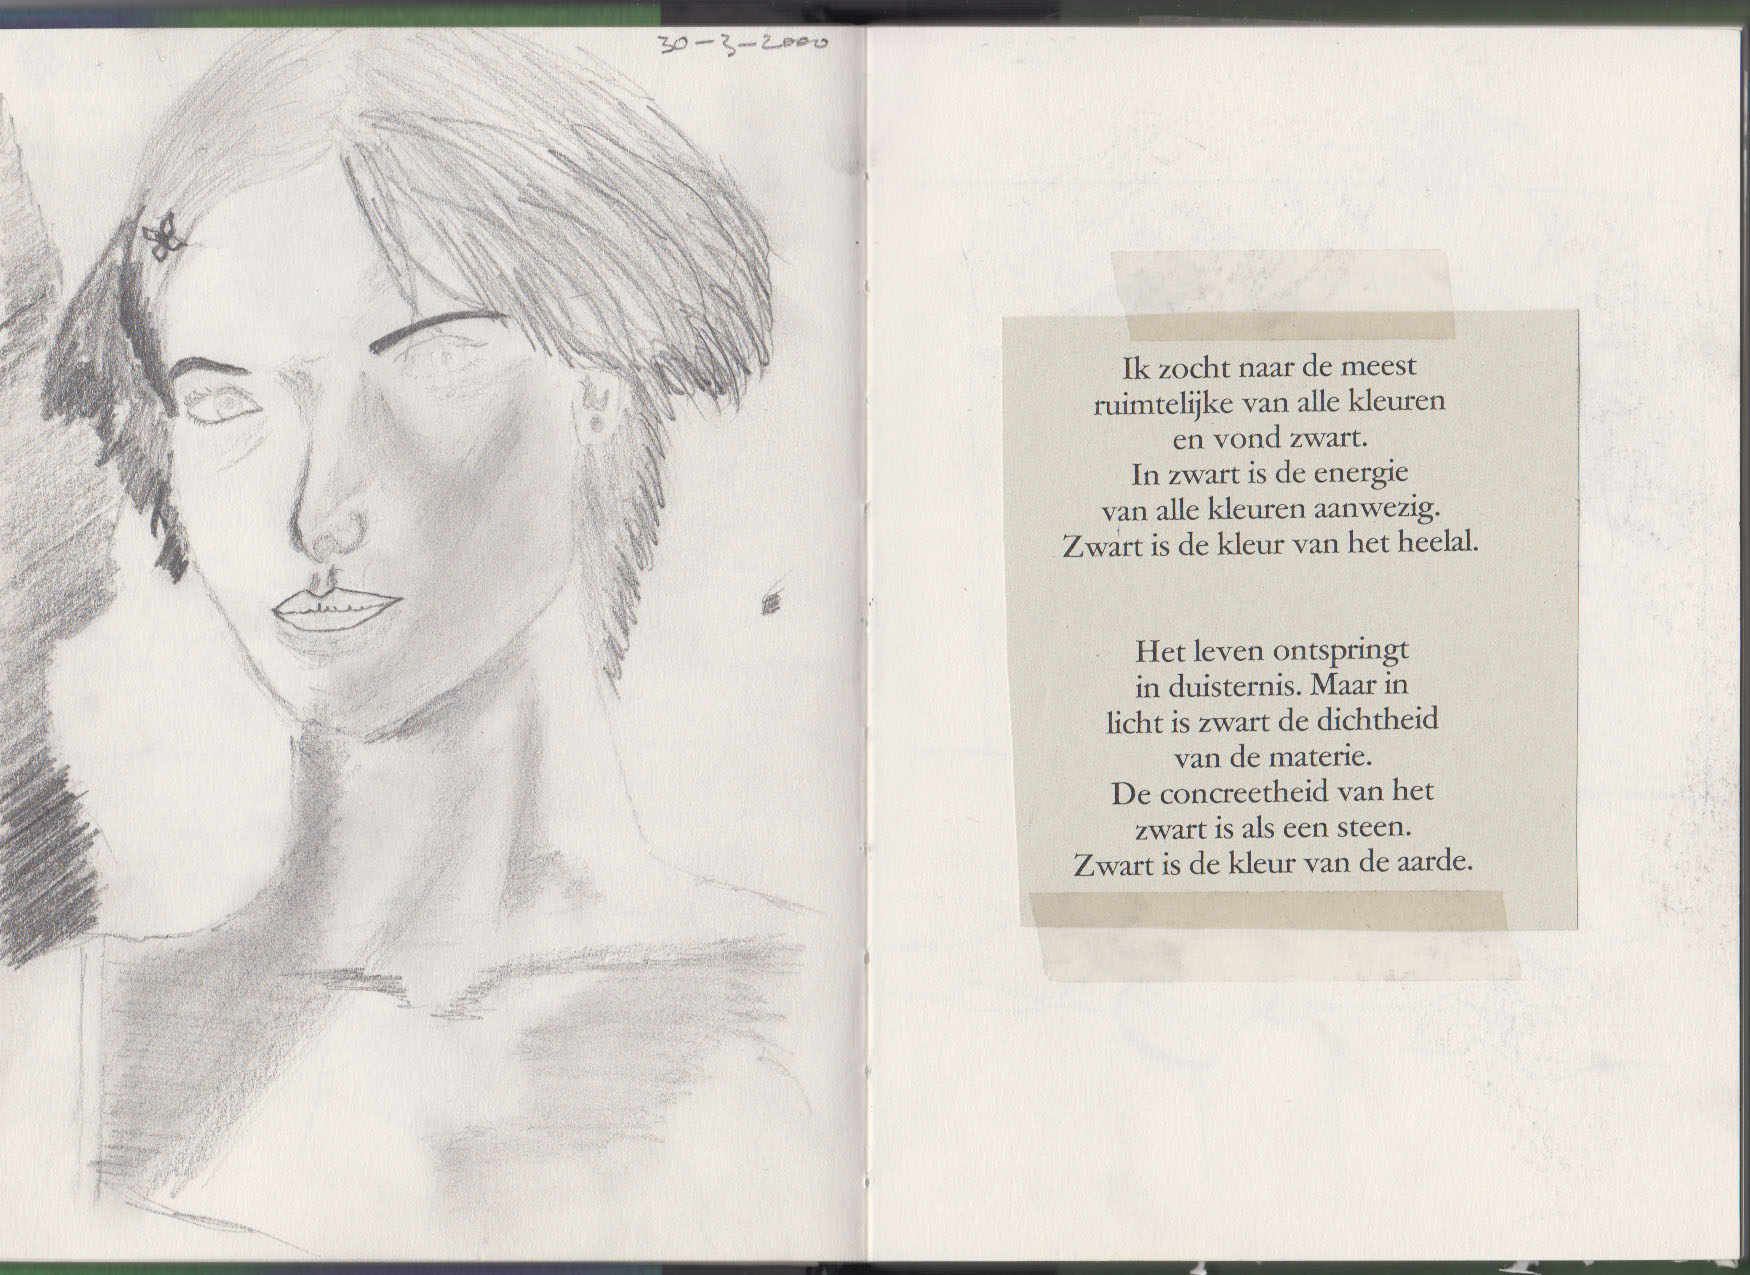 30-3-2000
Ik zocht naar de meest
ruimtelijke van alle kleuren
en vond zwart.
In zwart is de energie
van alle kleuren aanwezig.
Zwart is de kleur van het heelal.
Het leven ontspringt
in duisternis. Maar in
licht is zwart de dichtheid
van de materie.
De concreetheid van het
zwart is als een steen.
Zwart is de kleur van de aarde.